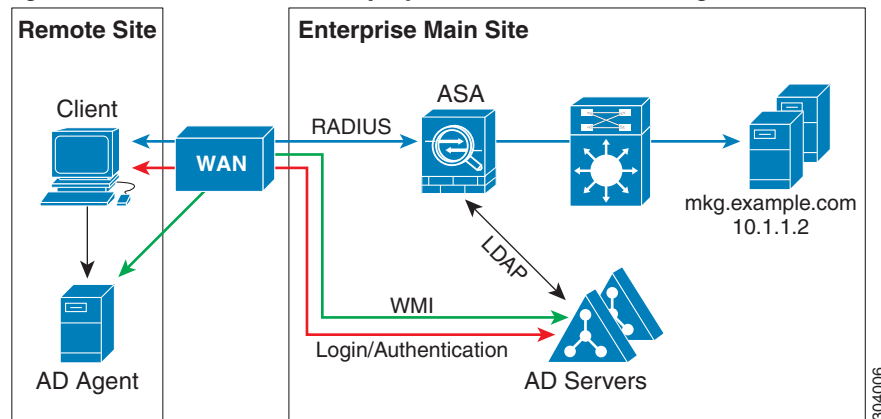 Remote Site
Enterprise Main Site
Client
ASA
RADIUS
WAN
mkg.example.com
10.1.1.2
LDAP
WMI
Login/Authentication
AD Agent
AD Servers
304006